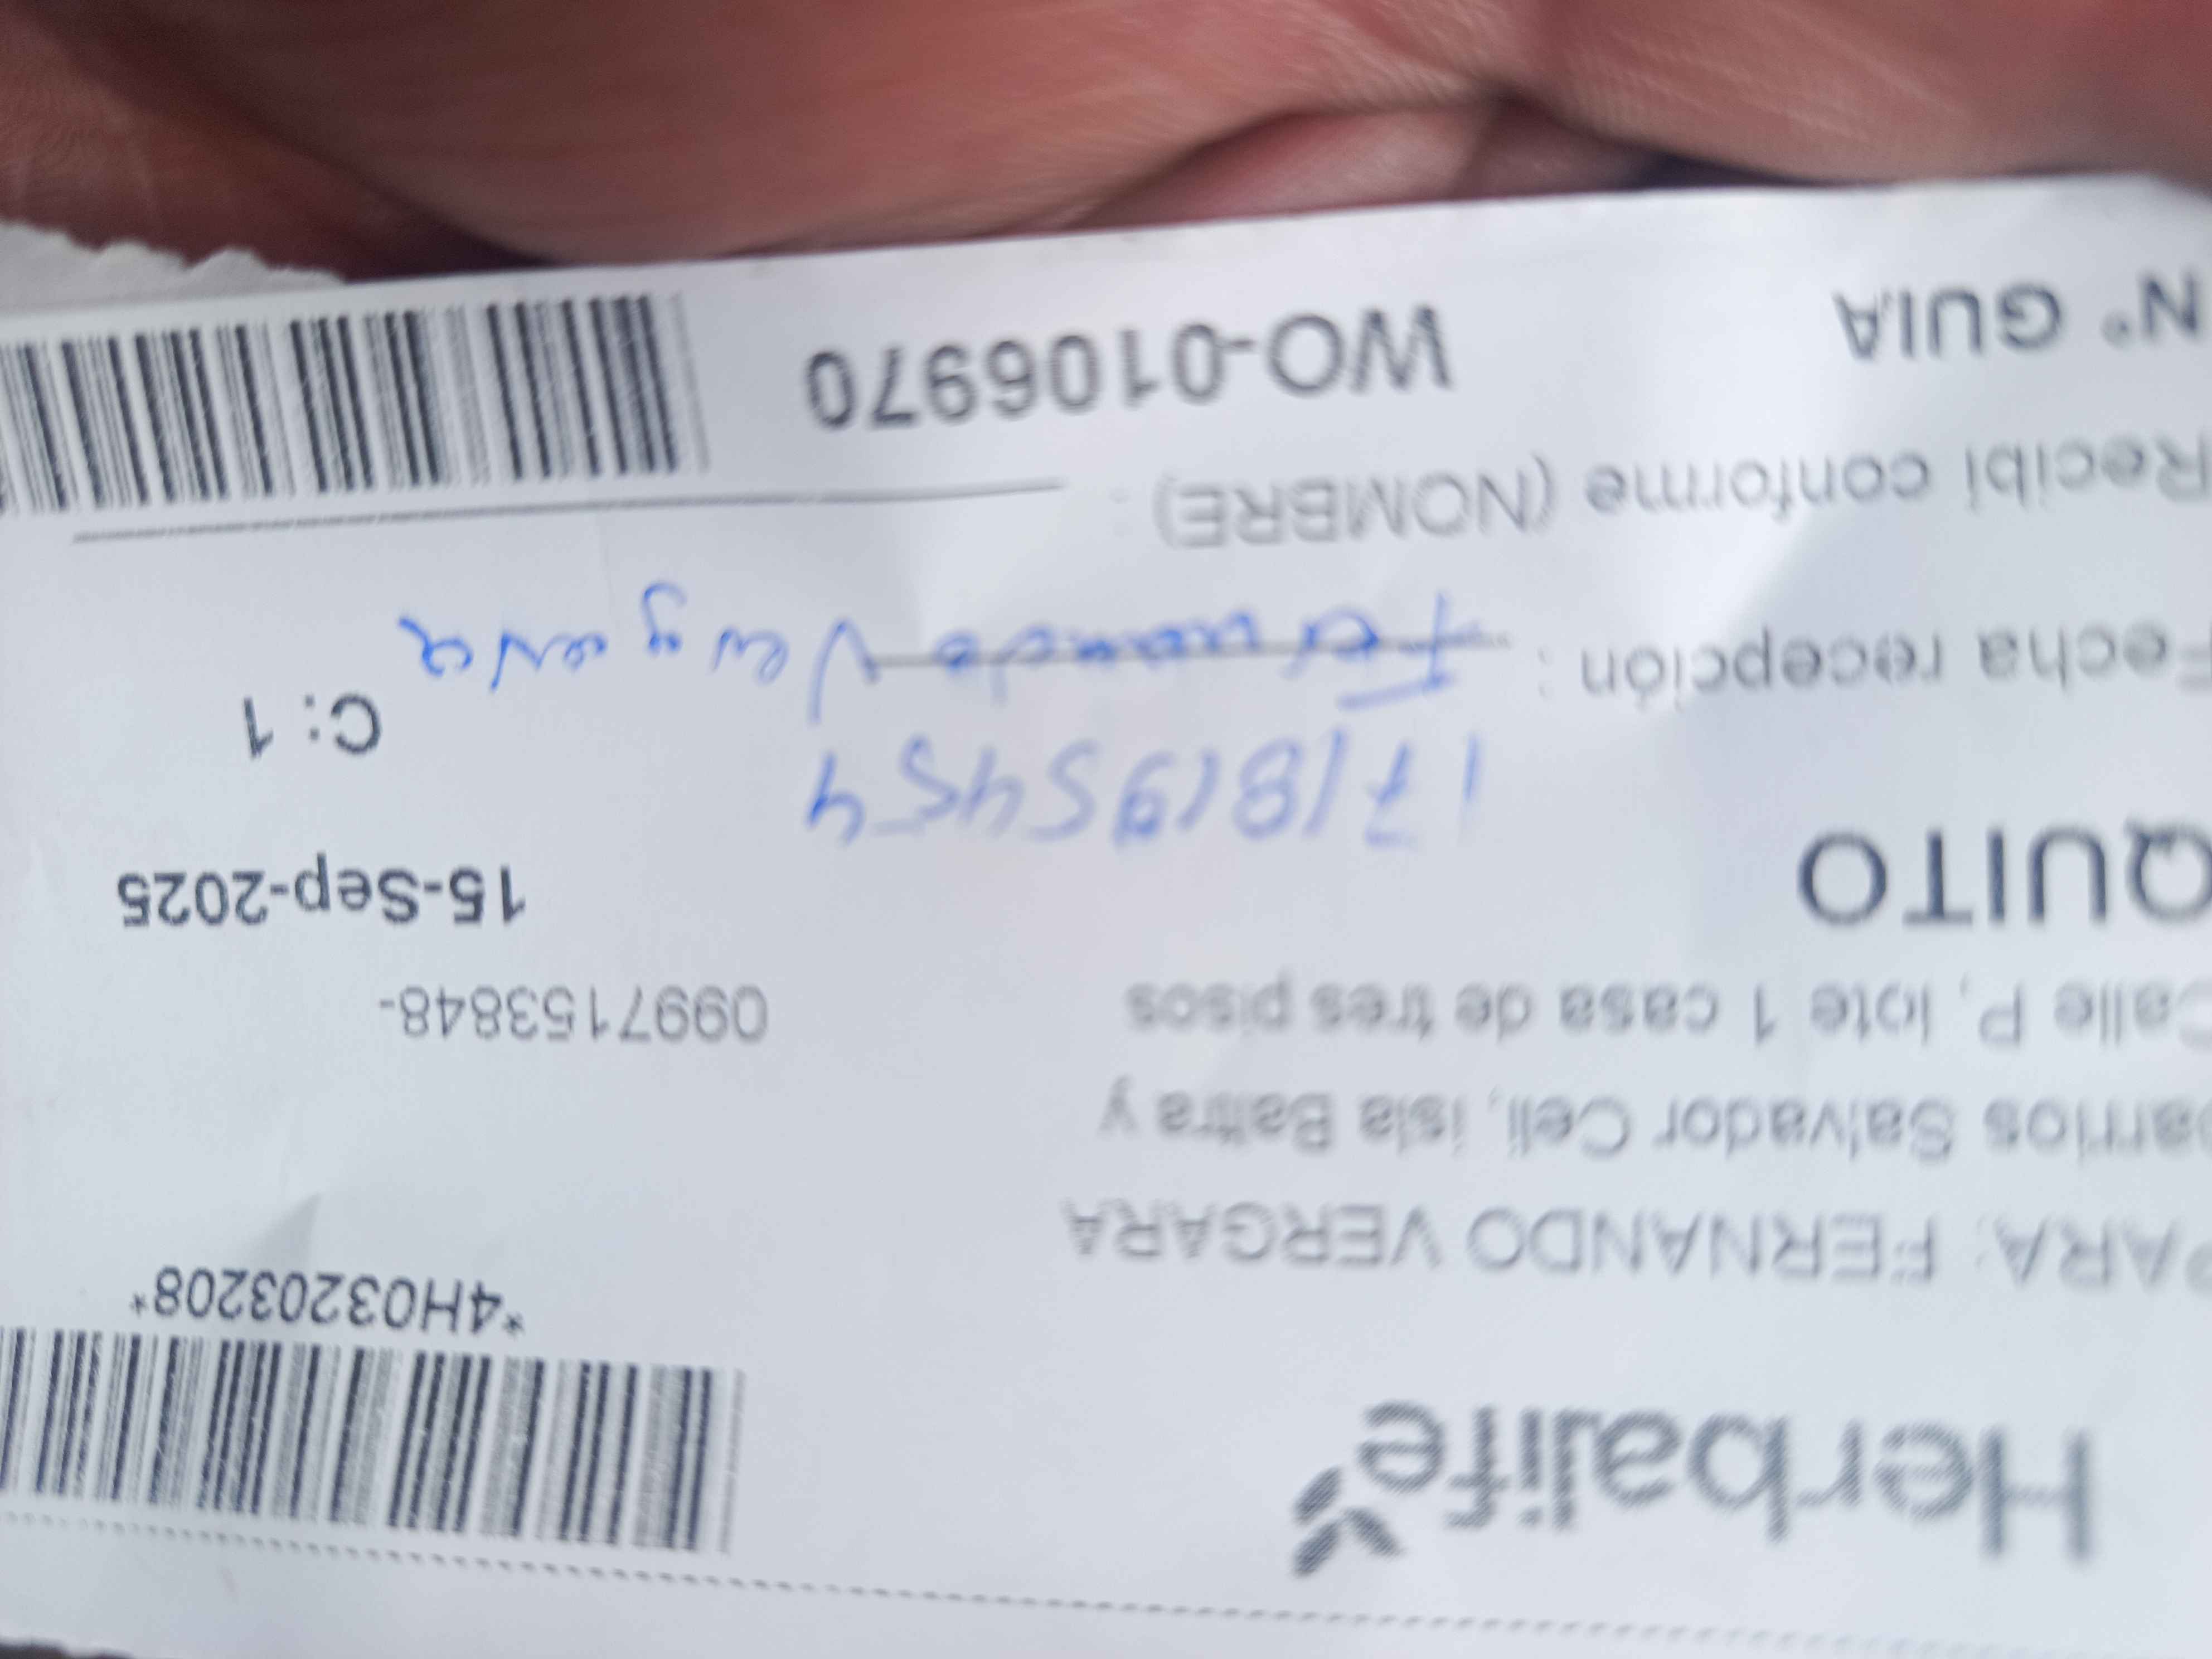 Herbalife
*4H03203208*
PARA: FERNANDO VERGARA
barrios Salvador Celi, isla Baltra y
Calle P, lote 1 casa de tres pisos
0997153848-
QUITO
15-Sep-2025
1718195454
C: 1
Fecha recepción :
Fernando Vergara
Recibí conforme (NOMBRE) :
N° GUIA
WO-0106970